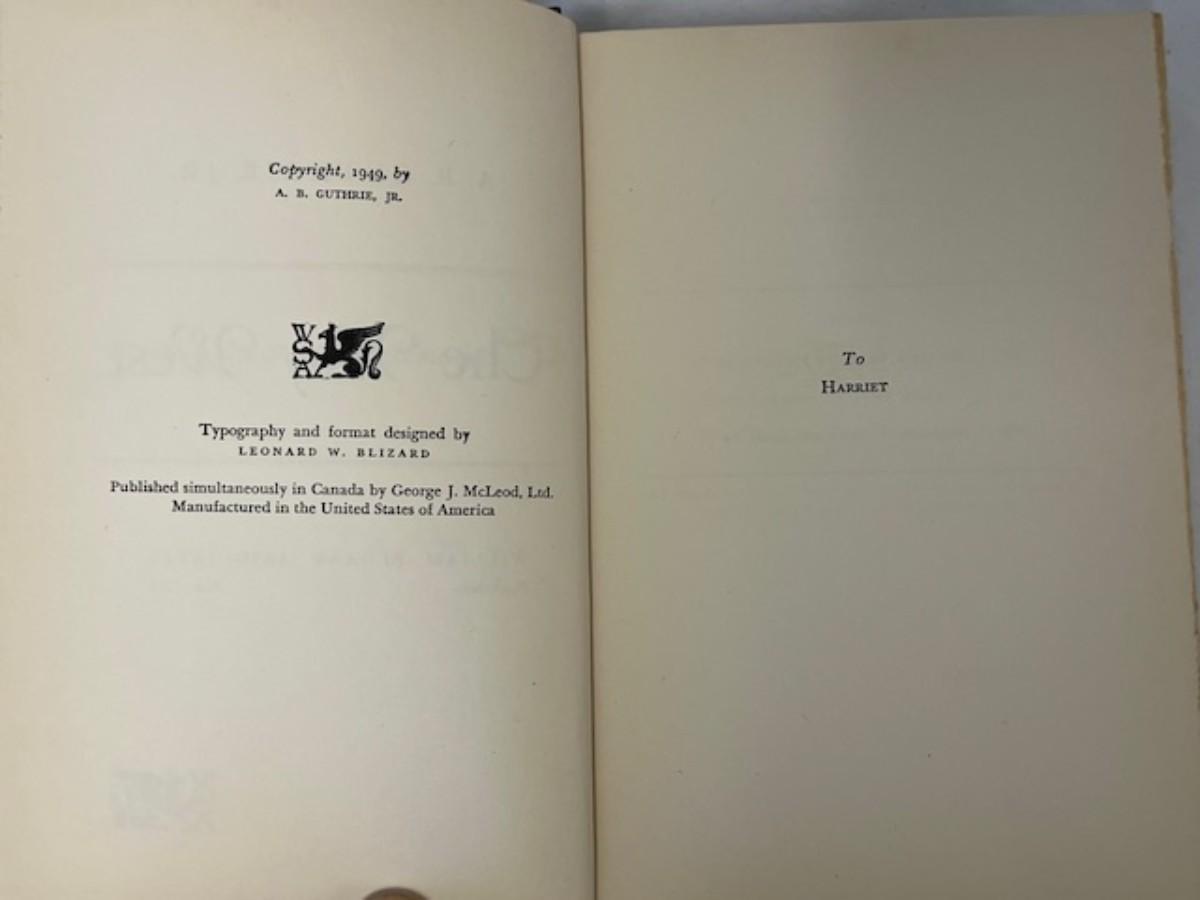 Copyright, 1949, by
A. B. GUTHRIE, JR.
W
S
A
Typography and format designed by
LEONARD W. BLIZARD
Published simultaneously in Canada by George J. McLeod, Ltd.
Manufactured in the United States of America
To
HARRIET